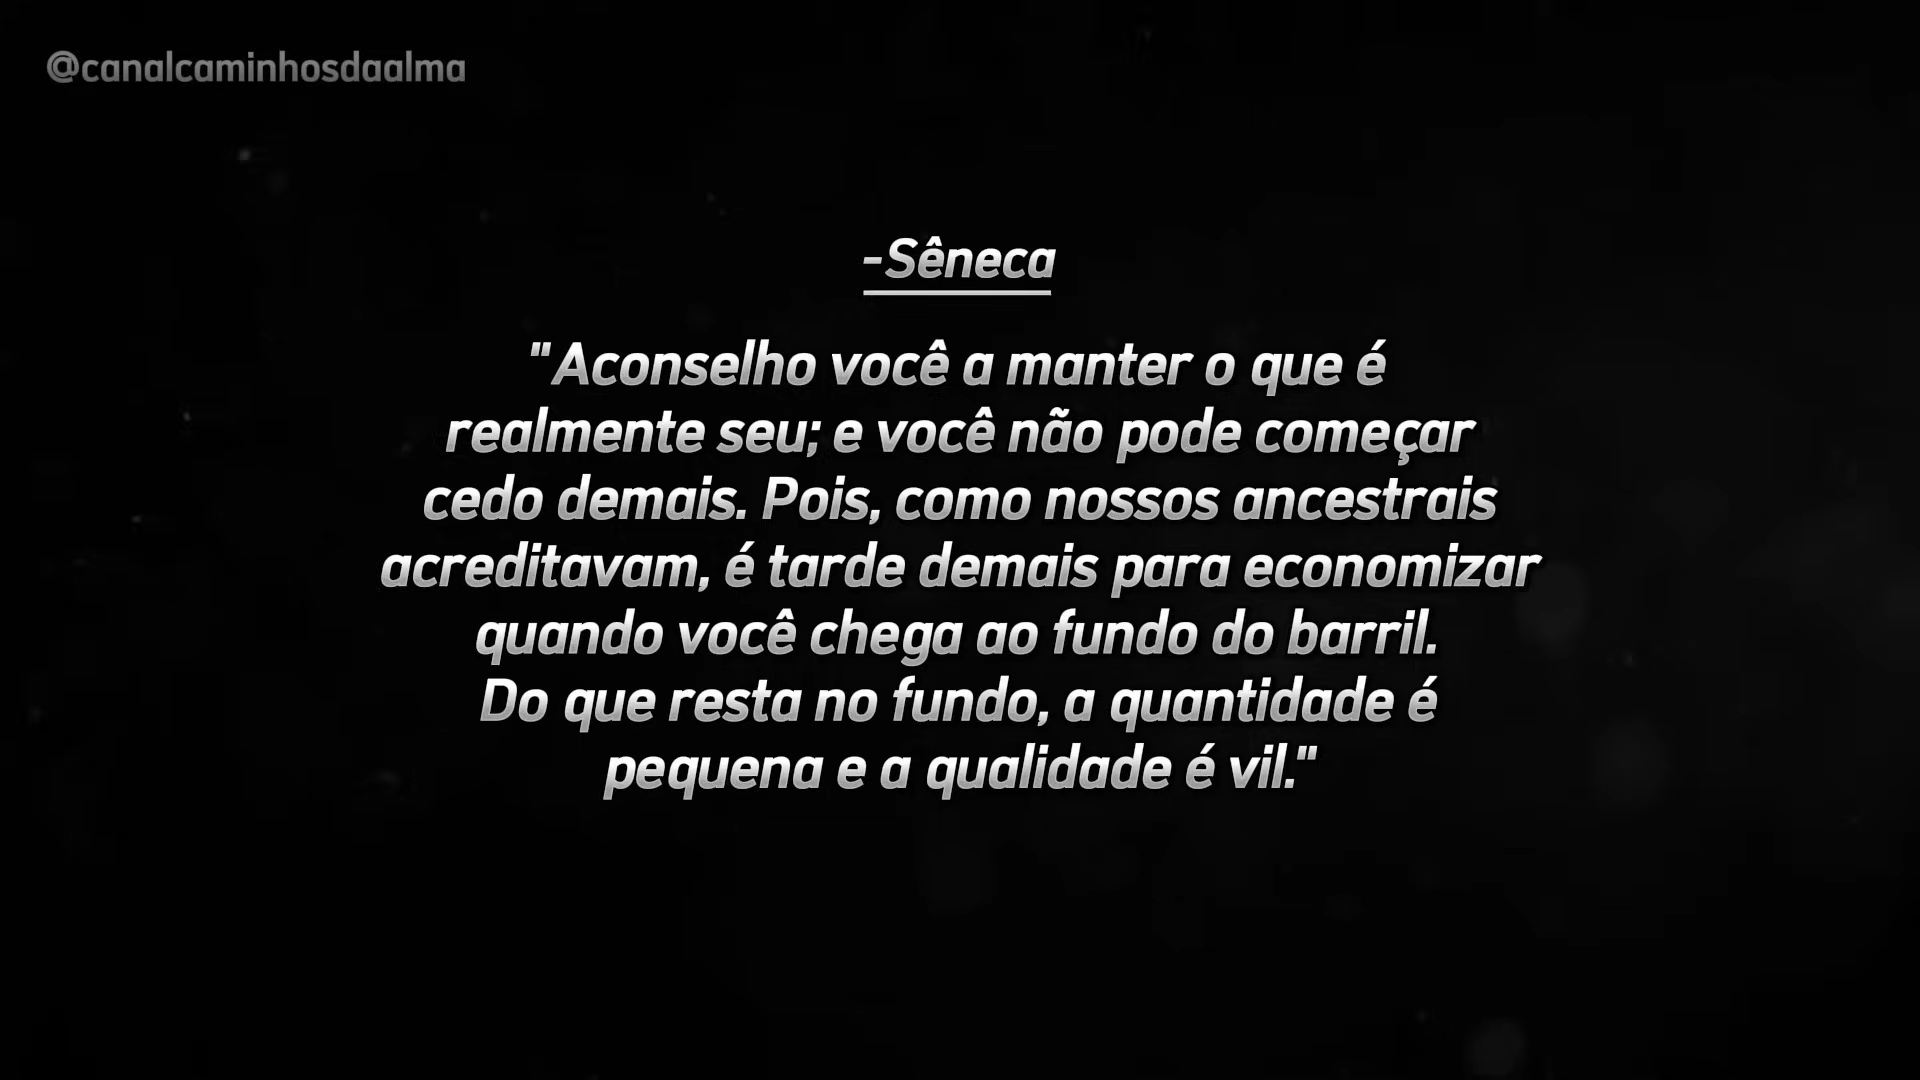 @canalcaminhosdaalma
-Sêneca
"Aconselho você a manter o que é
realmente seu; e você não pode começar
cedo demais. Pois, como nossos ancestrais
acreditavam, é tarde demais para economizar
quando você chega ao fundo do barril.
Do que resta no fundo, a quantidade é
pequena e a qualidade é vil."